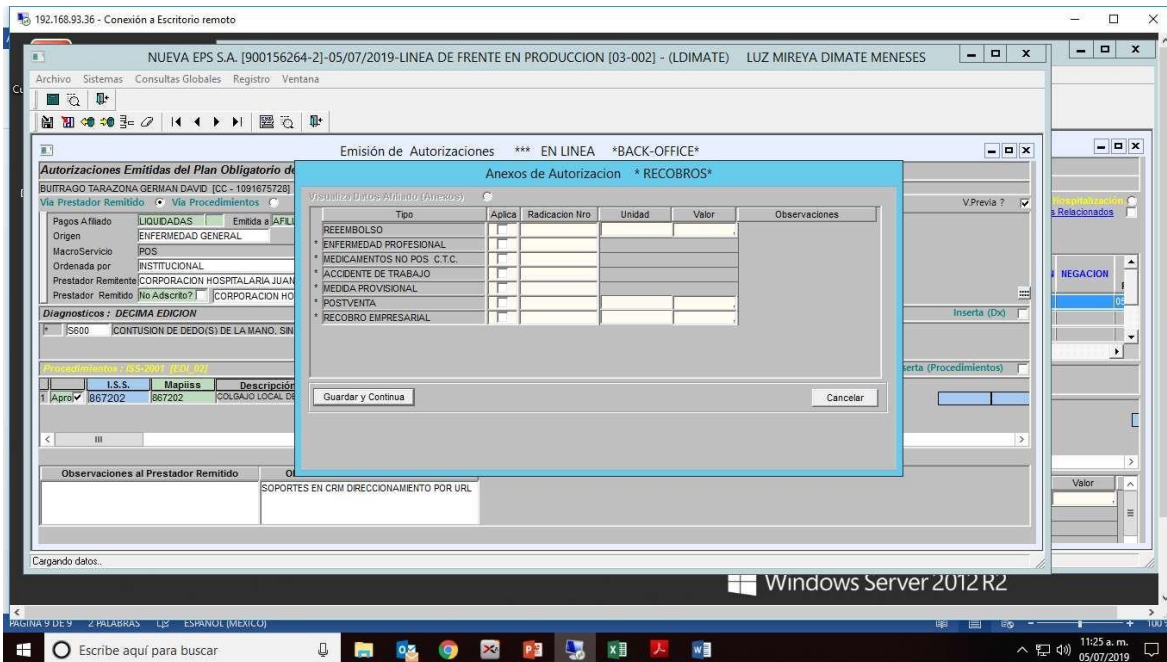 192.168.93.36 - Conexión a Escritorio remoto
NUEVA EPS S.A. [900156264-2]-05/07/2019-LINEA DE FRENTE EN PRODUCCION [03-002] - (LDIMATE) LUZ MIREYA DIMATE MENESES
Archivo Sistemas Consultas Globales Registro Ventana
Emisión de Autorizaciones *** EN LINEA *BACK-OFFICE*
Autorizaciones Emitidas del Plan Obligatorio de
BUITRAGO TARAZONA GERMAN DAVID [CC - 1091675728]
Via Prestador Remitido Via Procedimientos
V.Previa ?
Hospitalización
s Relacionados
Pagos Afiliado LIQUIDADAS Emitida a AFILI
Origen ENFERMEDAD GENERAL
MacroServicio POS
Ordenada por INSTITUCIONAL
Prestador Remitente CORPORACION HOSPITALARIA JUAN
Prestador Remitido No Adscrito? CORPORACION HO
NEGACION
Diagnosticos : DECIMA EDICION
Inserta (Dx)
* S600 CONTUSION DE DEDO(S) DE LA MANO, SIN
Procedimientos : ISS-2001 [EDI_02]
serta (Procedimientos)
I.S.S. Mapiiss Descripción
1 Apro 867202 867202 COLGAJO LOCAL DE
Anexos de Autorizacion * RECOBROS*
Visualiza Datos Afiliado (Anexos)
Tipo Aplica Radicacion Nro Unidad Valor Observaciones
REEEMBOLSO
* ENFERMEDAD PROFESIONAL
* MEDICAMENTOS NO POS C.T.C.
* ACCIDENTE DE TRABAJO
* MEDIDA PROVISIONAL
* POSTVENTA
* RECOBRO EMPRESARIAL
Guardar y Continua
Cancelar
Observaciones al Prestador Remitido
SOPORTES EN CRM DIRECCIONAMIENTO POR URL
Valor
Cargando datos..
Windows Server 2012 R2
PÁGINA 9 DE 9 2 PALABRAS ESPAÑOL (MÉXICO)
Escribe aquí para buscar
11:25 a. m.
05/07/2019